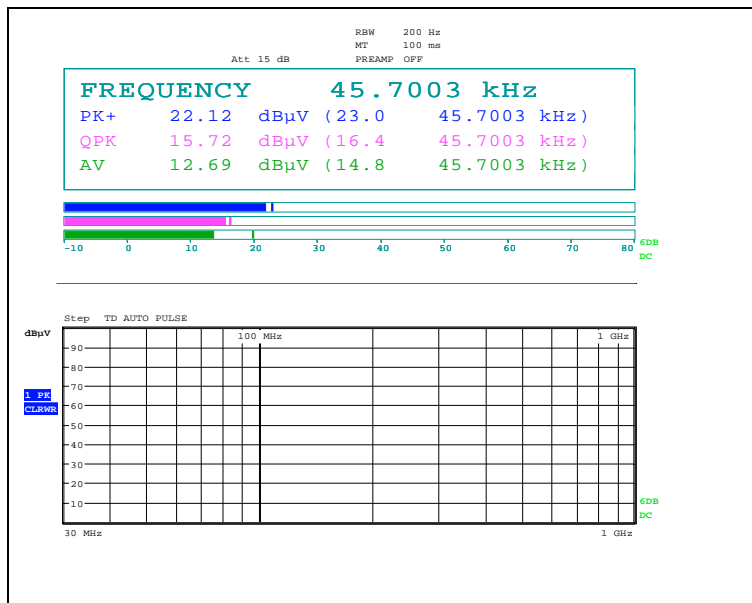 RBW 200 Hz
MT 100 ms
Att 15 dB PREAMP OFF
FREQUENCY 45.7003 kHz
PK+ 22.12 dBµV (23.0 45.7003 kHz)
QPK 15.72 dBµV (16.4 45.7003 kHz)
AV 12.69 dBµV (14.8 45.7003 kHz)
-10 0 10 20 30 40 50 60 70 80
6DB
DC
Step TD AUTO PULSE
dBµV
100 MHz 1 GHz
90
80
70
1 PK
CLRWR
60
50
40
30
20
10
6DB
DC
30 MHz 1 GHz